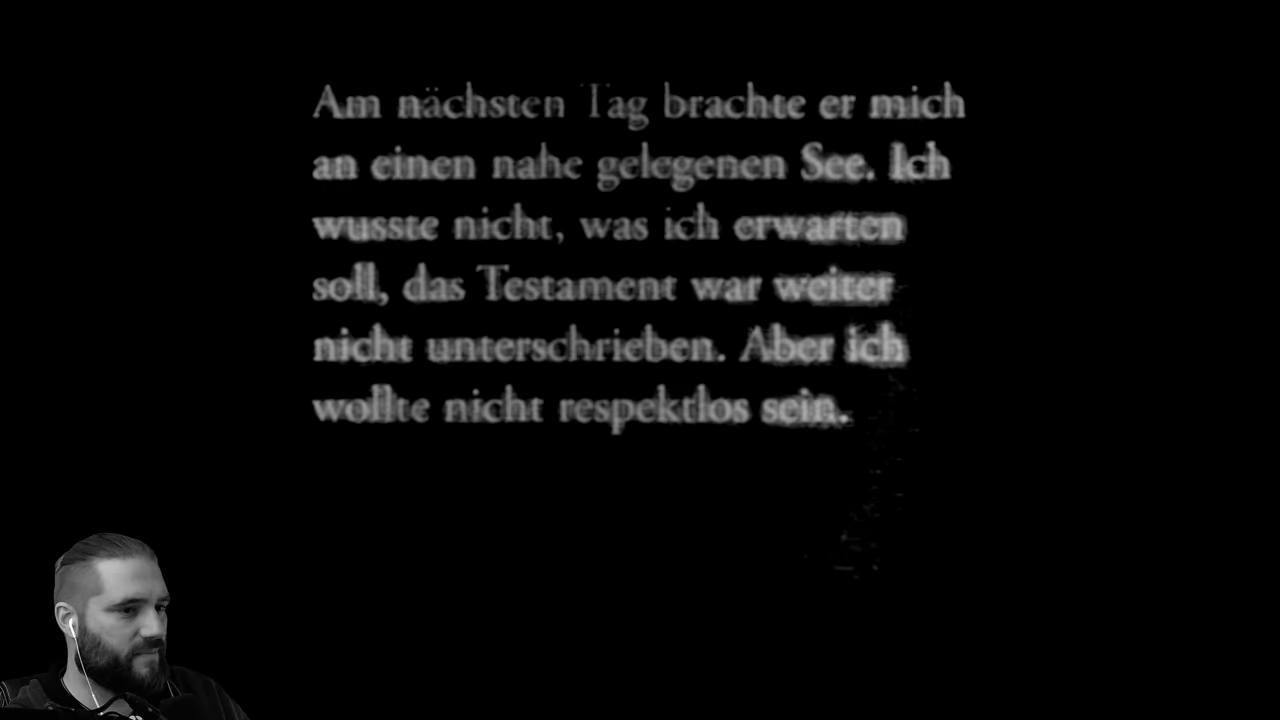 Am nächsten Tag brachte er mich
an einen nahe gelegenen See. Ich
wusste nicht, was ich erwarten
soll, das Testament war weiter
nicht unterschrieben. Aber ich
wollte nicht respektlos sein.